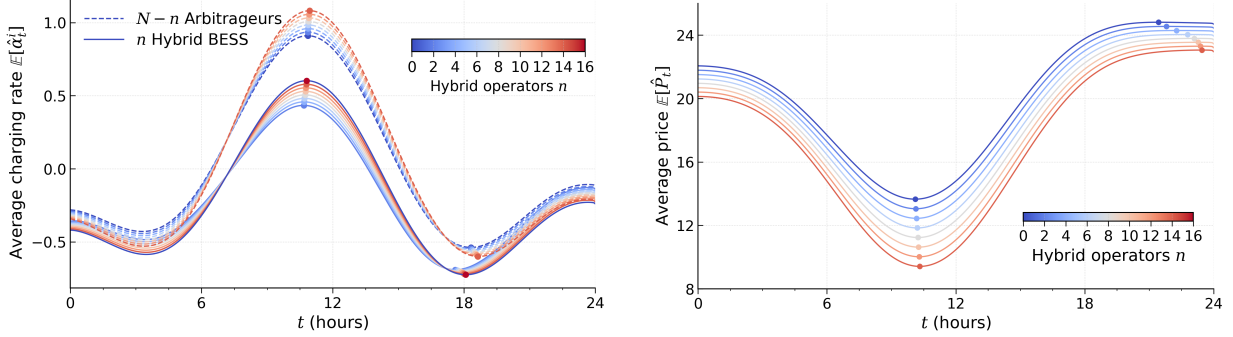 Average charging rate 𝔼[α̂ⁱₜ]
1.0
0.5
0.0
−0.5
0
6
12
18
24
t (hours)
N − n Arbitrageurs
n Hybrid BESS
0 2 4 6 8 10 12 14 16
Hybrid operators n
Average price 𝔼[P̂ₜ]
24
20
16
12
8
0
6
12
18
24
t (hours)
0 2 4 6 8 10 12 14 16
Hybrid operators n